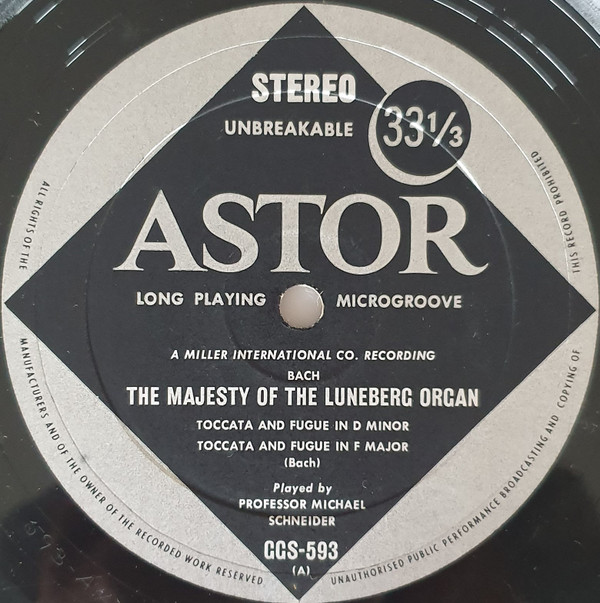 STEREO
UNBREAKABLE
33 1/3
ASTOR
LONG PLAYING MICROGROOVE
A MILLER INTERNATIONAL CO. RECORDING
BACH
THE MAJESTY OF THE LUNEBERG ORGAN
TOCCATA AND FUGUE IN D MINOR
TOCCATA AND FUGUE IN F MAJOR
(Bach)
Played by
PROFESSOR MICHAEL
SCHNEIDER
CGS-593
(A)
ALL RIGHTS OF THE
MANUFACTURERS AND OF THE OWNER OF THE RECORDED WORK RESERVED
UNAUTHORISED PUBLIC PERFORMANCE BROADCASTING AND COPYING OF
THIS RECORD PROHIBITED